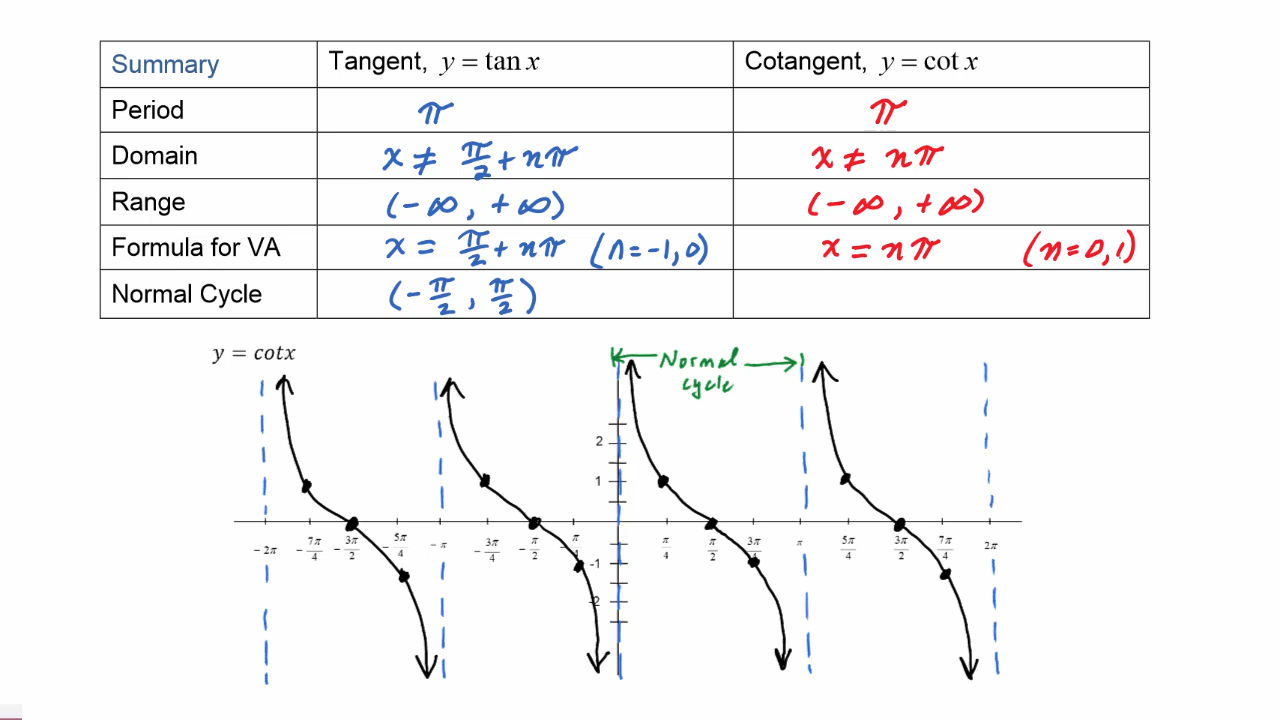 Summary Tangent, y = tan x Cotangent, y = cot x
Period π π
Domain x ≠ π/2 + nπ x ≠ nπ
Range (-∞, +∞) (-∞, +∞)
Formula for VA x = π/2 + nπ (n=-1,0) x = nπ (n=0,1)
Normal Cycle (-π/2, π/2)
y = cotx
Normal
cycle
2
1
-2π -7π/4 -3π/2 -5π/4 -π -3π/4 -π/2 -π/4 π/4 π/2 3π/4 π 5π/4 3π/2 7π/4 2π
-1
-2